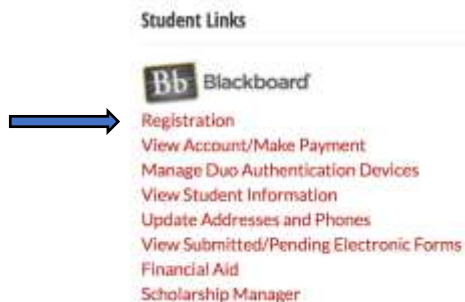 Student Links
Bb Blackboard
Registration
View Account/Make Payment
Manage Duo Authentication Devices
View Student Information
Update Addresses and Phones
View Submitted/Pending Electronic Forms
Financial Aid
Scholarship Manager